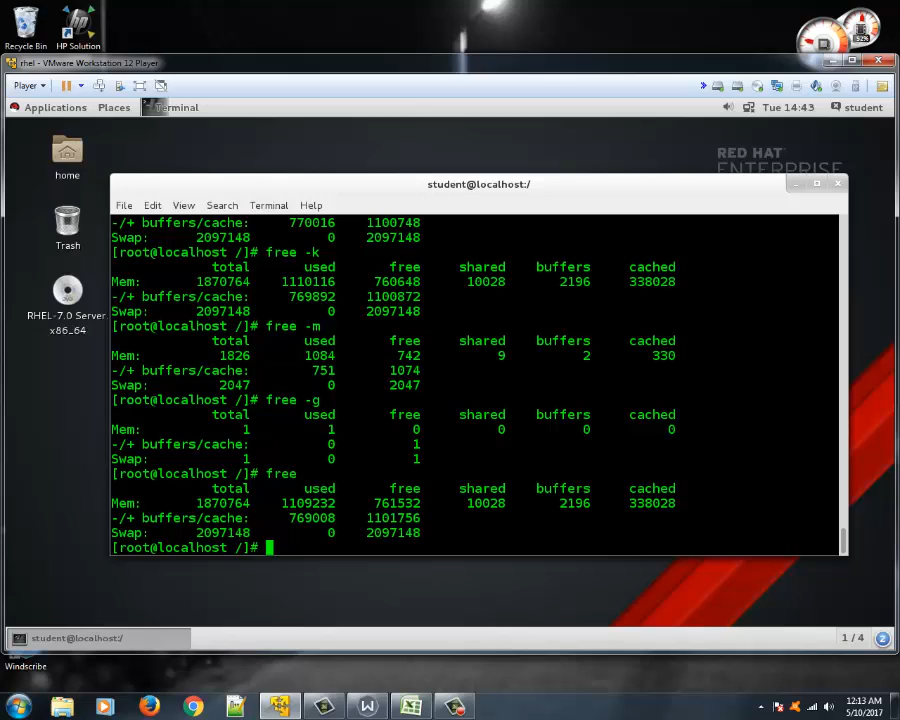 Recycle Bin
HP Solution
52%
rhel - VMware Workstation 12 Player
Player
Applications Places Terminal Tue 14:43 student
home
Trash
RHEL-7.0 Server.
x86_64
RED HAT
ENTERPRISE
student@localhost:/
File Edit View Search Terminal Help
-/+ buffers/cache: 770016 1100748
Swap: 2097148 0 2097148
[root@localhost /]# free -k
total used free shared buffers cached
Mem: 1870764 1110116 760648 10028 2196 338028
-/+ buffers/cache: 769892 1100872
Swap: 2097148 0 2097148
[root@localhost /]# free -m
total used free shared buffers cached
Mem: 1826 1084 742 9 2 330
-/+ buffers/cache: 751 1074
Swap: 2047 0 2047
[root@localhost /]# free -g
total used free shared buffers cached
Mem: 1 1 0 0 0 0
-/+ buffers/cache: 0 1
Swap: 1 0 1
[root@localhost /]# free
total used free shared buffers cached
Mem: 1870764 1109232 761532 10028 2196 338028
-/+ buffers/cache: 769008 1101756
Swap: 2097148 0 2097148
[root@localhost /]#
student@localhost:/ 1 / 4 2
Windscribe
12:13 AM
5/10/2017